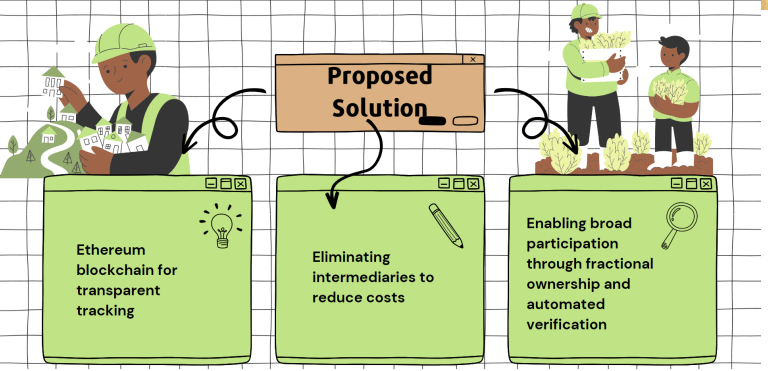 Proposed
Solution
Ethereum
blockchain for
transparent
tracking
Eliminating
intermediaries to
reduce costs
Enabling broad
participation
through fractional
ownership and
automated
verification